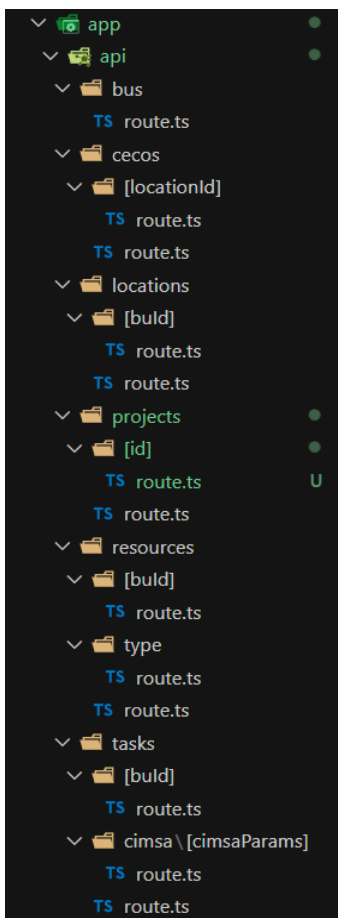 app
api
bus
TS route.ts
cecos
[locationId]
TS route.ts
TS route.ts
locations
[buId]
TS route.ts
TS route.ts
projects
[id]
TS route.ts U
TS route.ts
resources
[buId]
TS route.ts
type
TS route.ts
TS route.ts
tasks
[buId]
TS route.ts
cimsa\[cimsaParams]
TS route.ts
TS route.ts